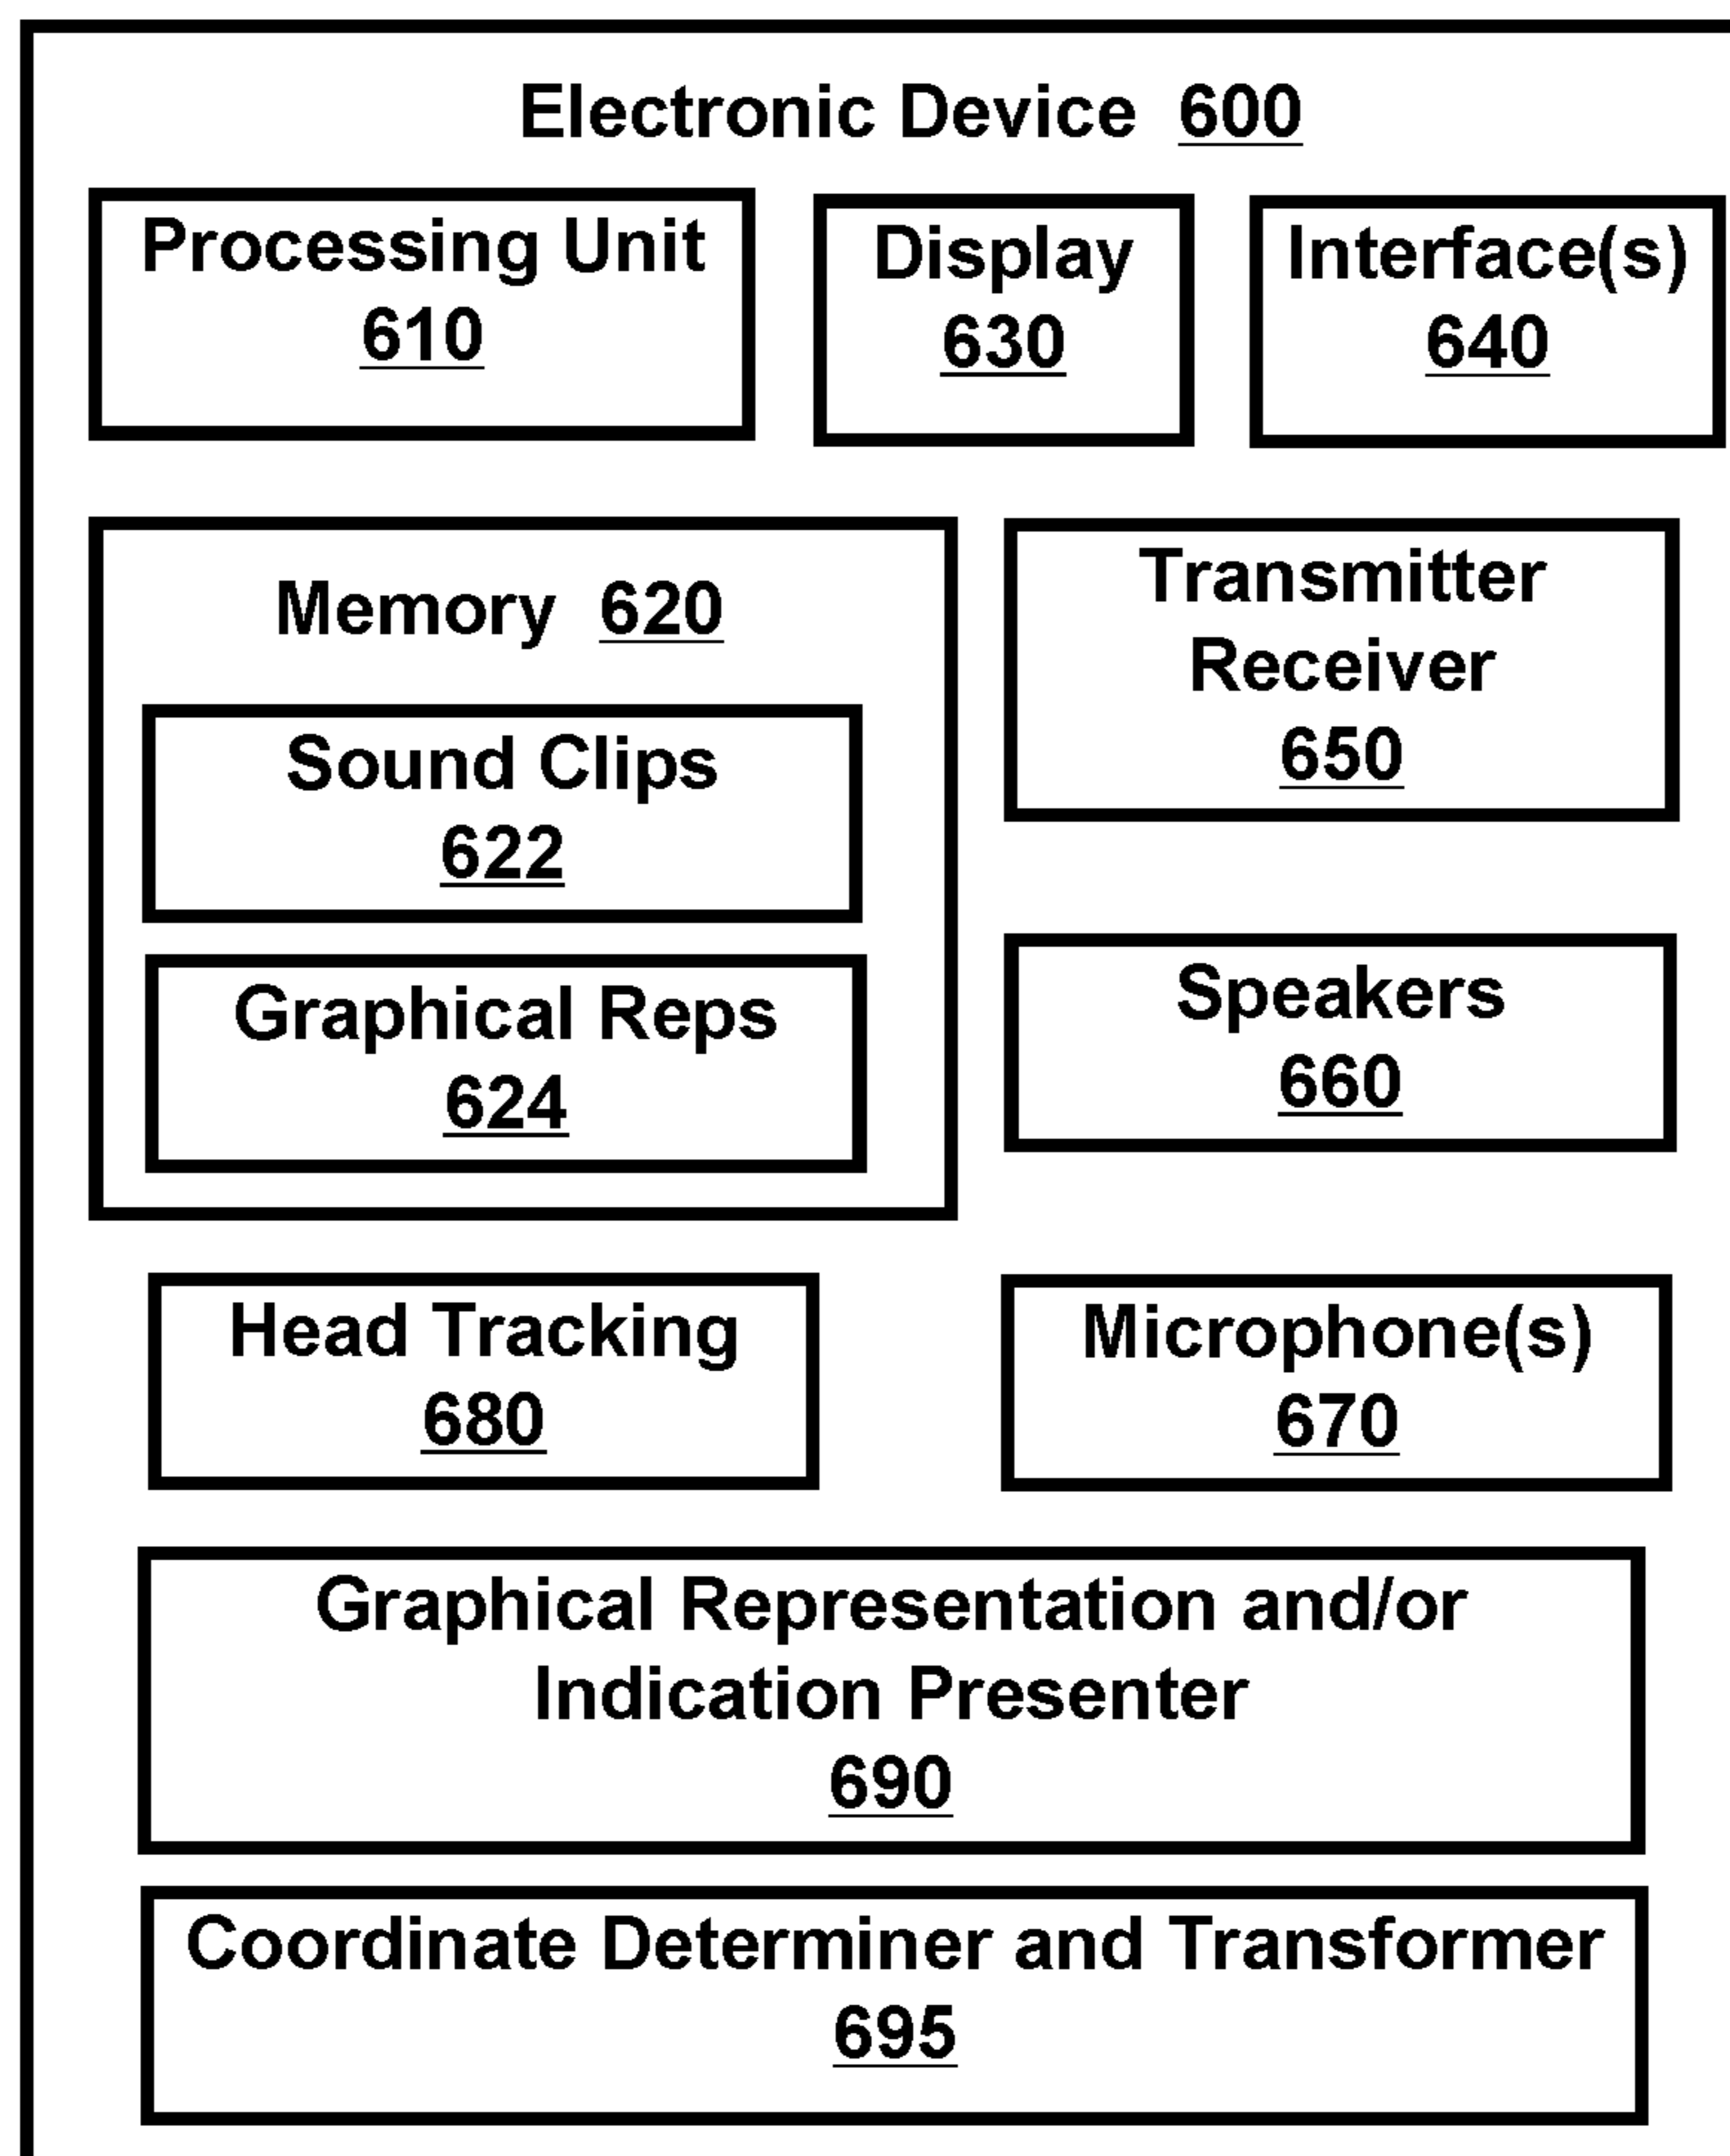 Electronic Device 600
Processing Unit
610
Display
630
Interface(s)
640
Memory 620
Sound Clips
622
Graphical Reps
624
Transmitter
Receiver
650
Speakers
660
Head Tracking
680
Microphone(s)
670
Graphical Representation and/or
Indication Presenter
690
Coordinate Determiner and Transformer
695